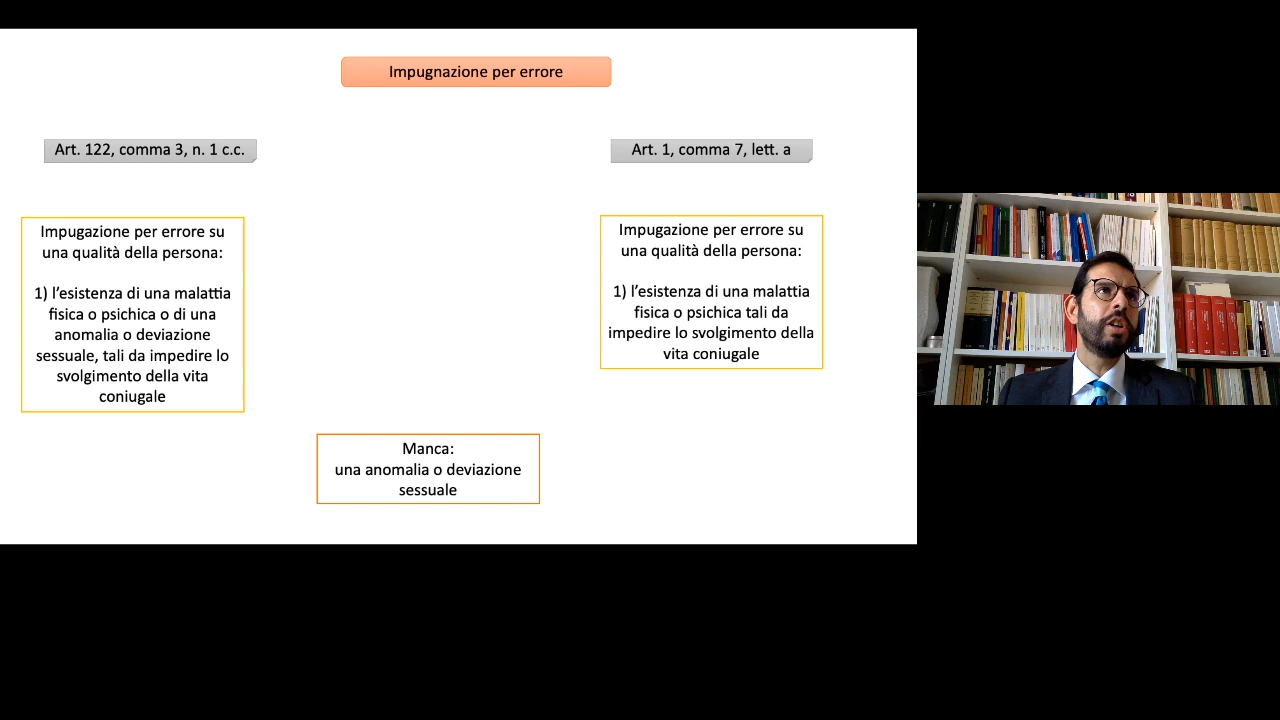 Impugnazione per errore
Art. 122, comma 3, n. 1 c.c.
Impugazione per errore su
una qualità della persona:
1) l'esistenza di una malattia
fisica o psichica o di una
anomalia o deviazione
sessuale, tali da impedire lo
svolgimento della vita
coniugale
Art. 1, comma 7, lett. a
Impugazione per errore su
una qualità della persona:
1) l'esistenza di una malattia
fisica o psichica tali da
impedire lo svolgimento della
vita coniugale
Manca:
una anomalia o deviazione
sessuale